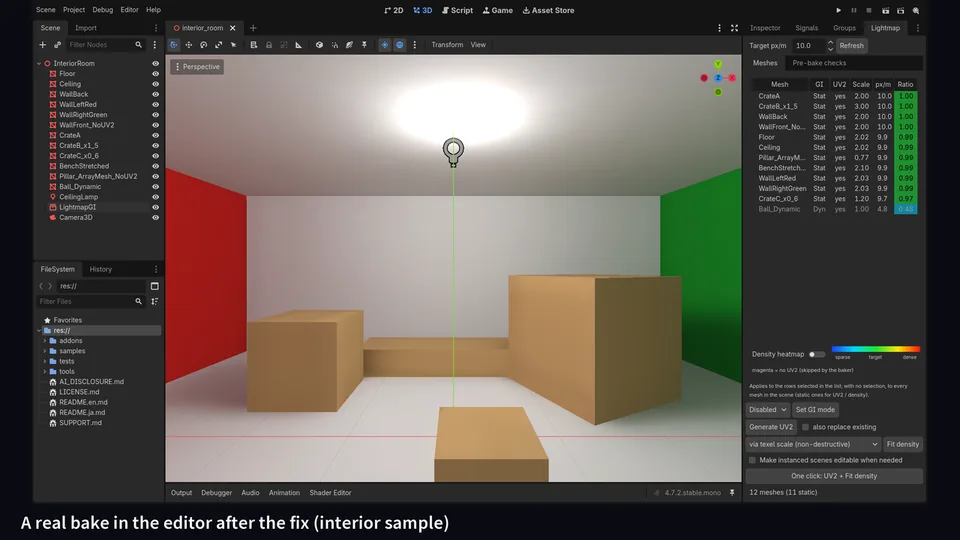 Scene Project Debug Editor Help
2D 3D Script Game Asset Store
Scene Import
Filter Nodes
InteriorRoom
Floor
Ceiling
WallBack
WallLeftRed
WallRightGreen
WallFront_NoUV2
CrateA
CrateB_x1_5
CrateC_x0_6
BenchStretched
Pillar_ArrayMesh_NoUV2
Ball_Dynamic
CeilingLamp
LightmapGI
Camera3D
FileSystem History
res://
Filter Files
Favorites
res://
addons
samples
tests
tools
AI_DISCLOSURE.md
LICENSE.md
README.en.md
README.ja.md
SUPPORT.md
interior_room
Transform View
Perspective
Y
X
Z
Output Debugger Audio Animation Shader Editor
4.7.2.stable.mono
Inspector Signals Groups Lightmap
Target px/m 10.0 Refresh
Meshes Pre-bake checks
Mesh GI UV2 Scale px/m Ratio
CrateA Stat yes 2.00 10.0 1.00
CrateB_x1_5 Stat yes 3.00 10.0 1.00
WallBack Stat yes 2.00 10.0 1.00
WallFront_No... Stat yes 2.00 10.0 1.00
Floor Stat yes 2.02 9.9 0.99
Ceiling Stat yes 2.02 9.9 0.99
Pillar_ArrayM... Stat yes 0.77 9.9 0.99
BenchStretch... Stat yes 2.10 9.9 0.99
WallLeftRed Stat yes 2.03 9.9 0.99
WallRightGreen Stat yes 2.03 9.9 0.99
CrateC_x0_6 Stat yes 1.20 9.7 0.97
Ball_Dynamic Dyn yes 1.00 4.8 0.48
Density heatmap
sparse target dense
magenta = no UV2 (skipped by the baker)
Applies to the rows selected in the list; with no selection, to every
mesh in the scene (static ones for UV2 / density).
Disabled Set GI mode
Generate UV2 also replace existing
via texel scale (non-destructive) Fit density
Make instanced scenes editable when needed
One click: UV2 + Fit density
12 meshes (11 static)
A real bake in the editor after the fix (interior sample)